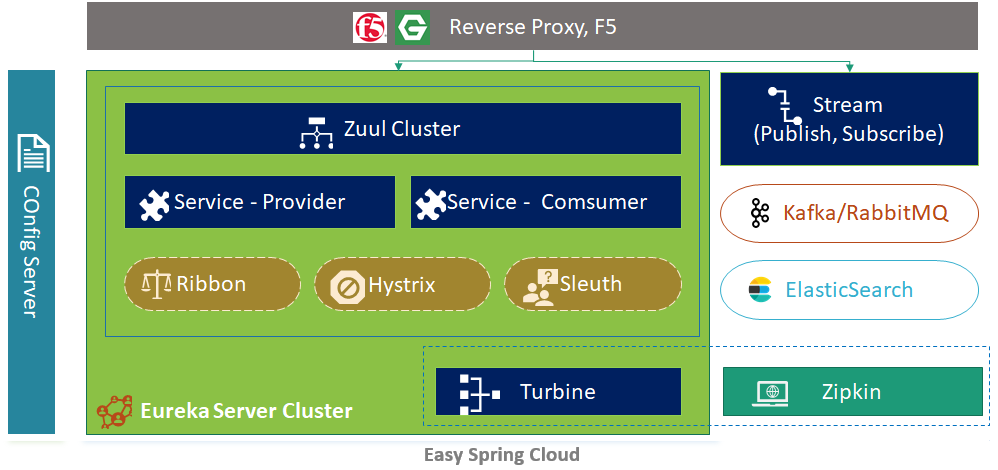 f5
G
Reverse Proxy, F5
COnfig Server
Zuul Cluster
Stream
(Publish, Subscribe)
Service - Provider
Service - Comsumer
Kafka/RabbitMQ
Ribbon
Hystrix
?
Sleuth
ElasticSearch
Turbine
Zipkin
Eureka Server Cluster
Easy Spring Cloud